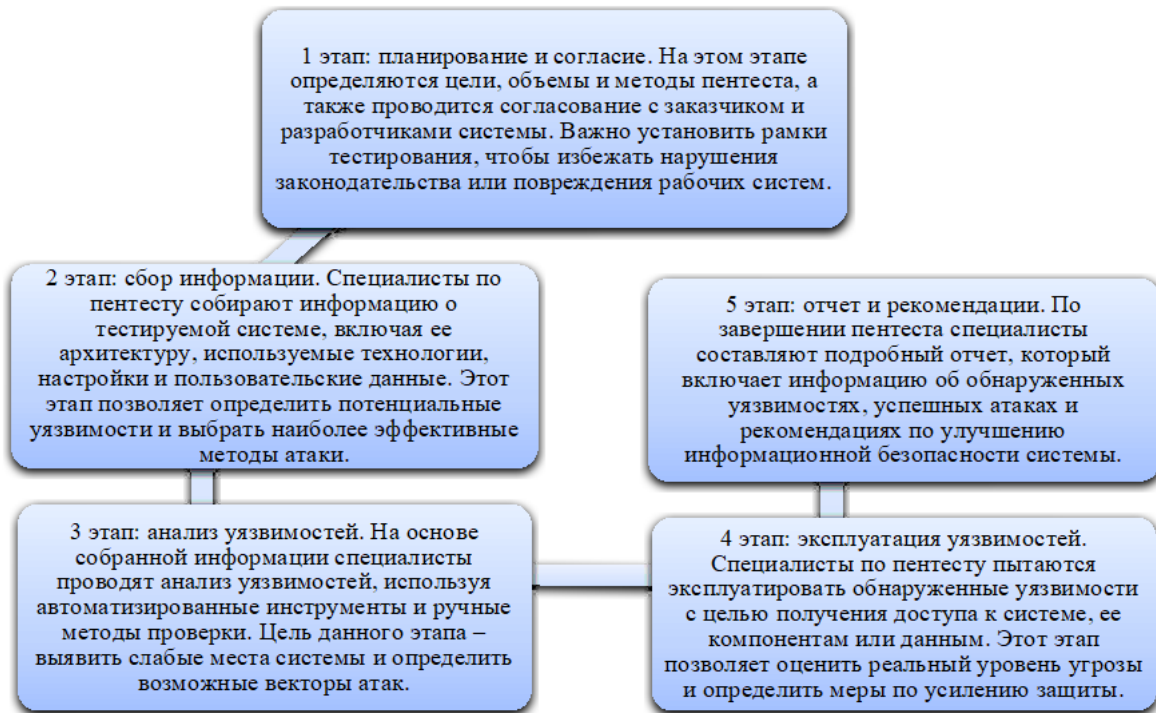 1 этап: планирование и согласие. На этом этапе
определяются цели, объемы и методы пентеста, а
также проводится согласование с заказчиком и
разработчиками системы. Важно установить рамки
тестирования, чтобы избежать нарушения
законодательства или повреждения рабочих систем.
2 этап: сбор информации. Специалисты по
пентесту собирают информацию о
тестируемой системе, включая ее
архитектуру, используемые технологии,
настройки и пользовательские данные. Этот
этап позволяет определить потенциальные
уязвимости и выбрать наиболее эффективные
методы атаки.
3 этап: анализ уязвимостей. На основе
собранной информации специалисты
проводят анализ уязвимостей, используя
автоматизированные инструменты и ручные
методы проверки. Цель данного этапа –
выявить слабые места системы и определить
возможные векторы атак.
4 этап: эксплуатация уязвимостей.
Специалисты по пентесту пытаются
эксплуатировать обнаруженные уязвимости
с целью получения доступа к системе, ее
компонентам или данным. Этот этап
позволяет оценить реальный уровень угрозы
и определить меры по усилению защиты.
5 этап: отчет и рекомендации. По
завершении пентеста специалисты
составляют подробный отчет, который
включает информацию об обнаруженных
уязвимостях, успешных атаках и
рекомендациях по улучшению
информационной безопасности системы.